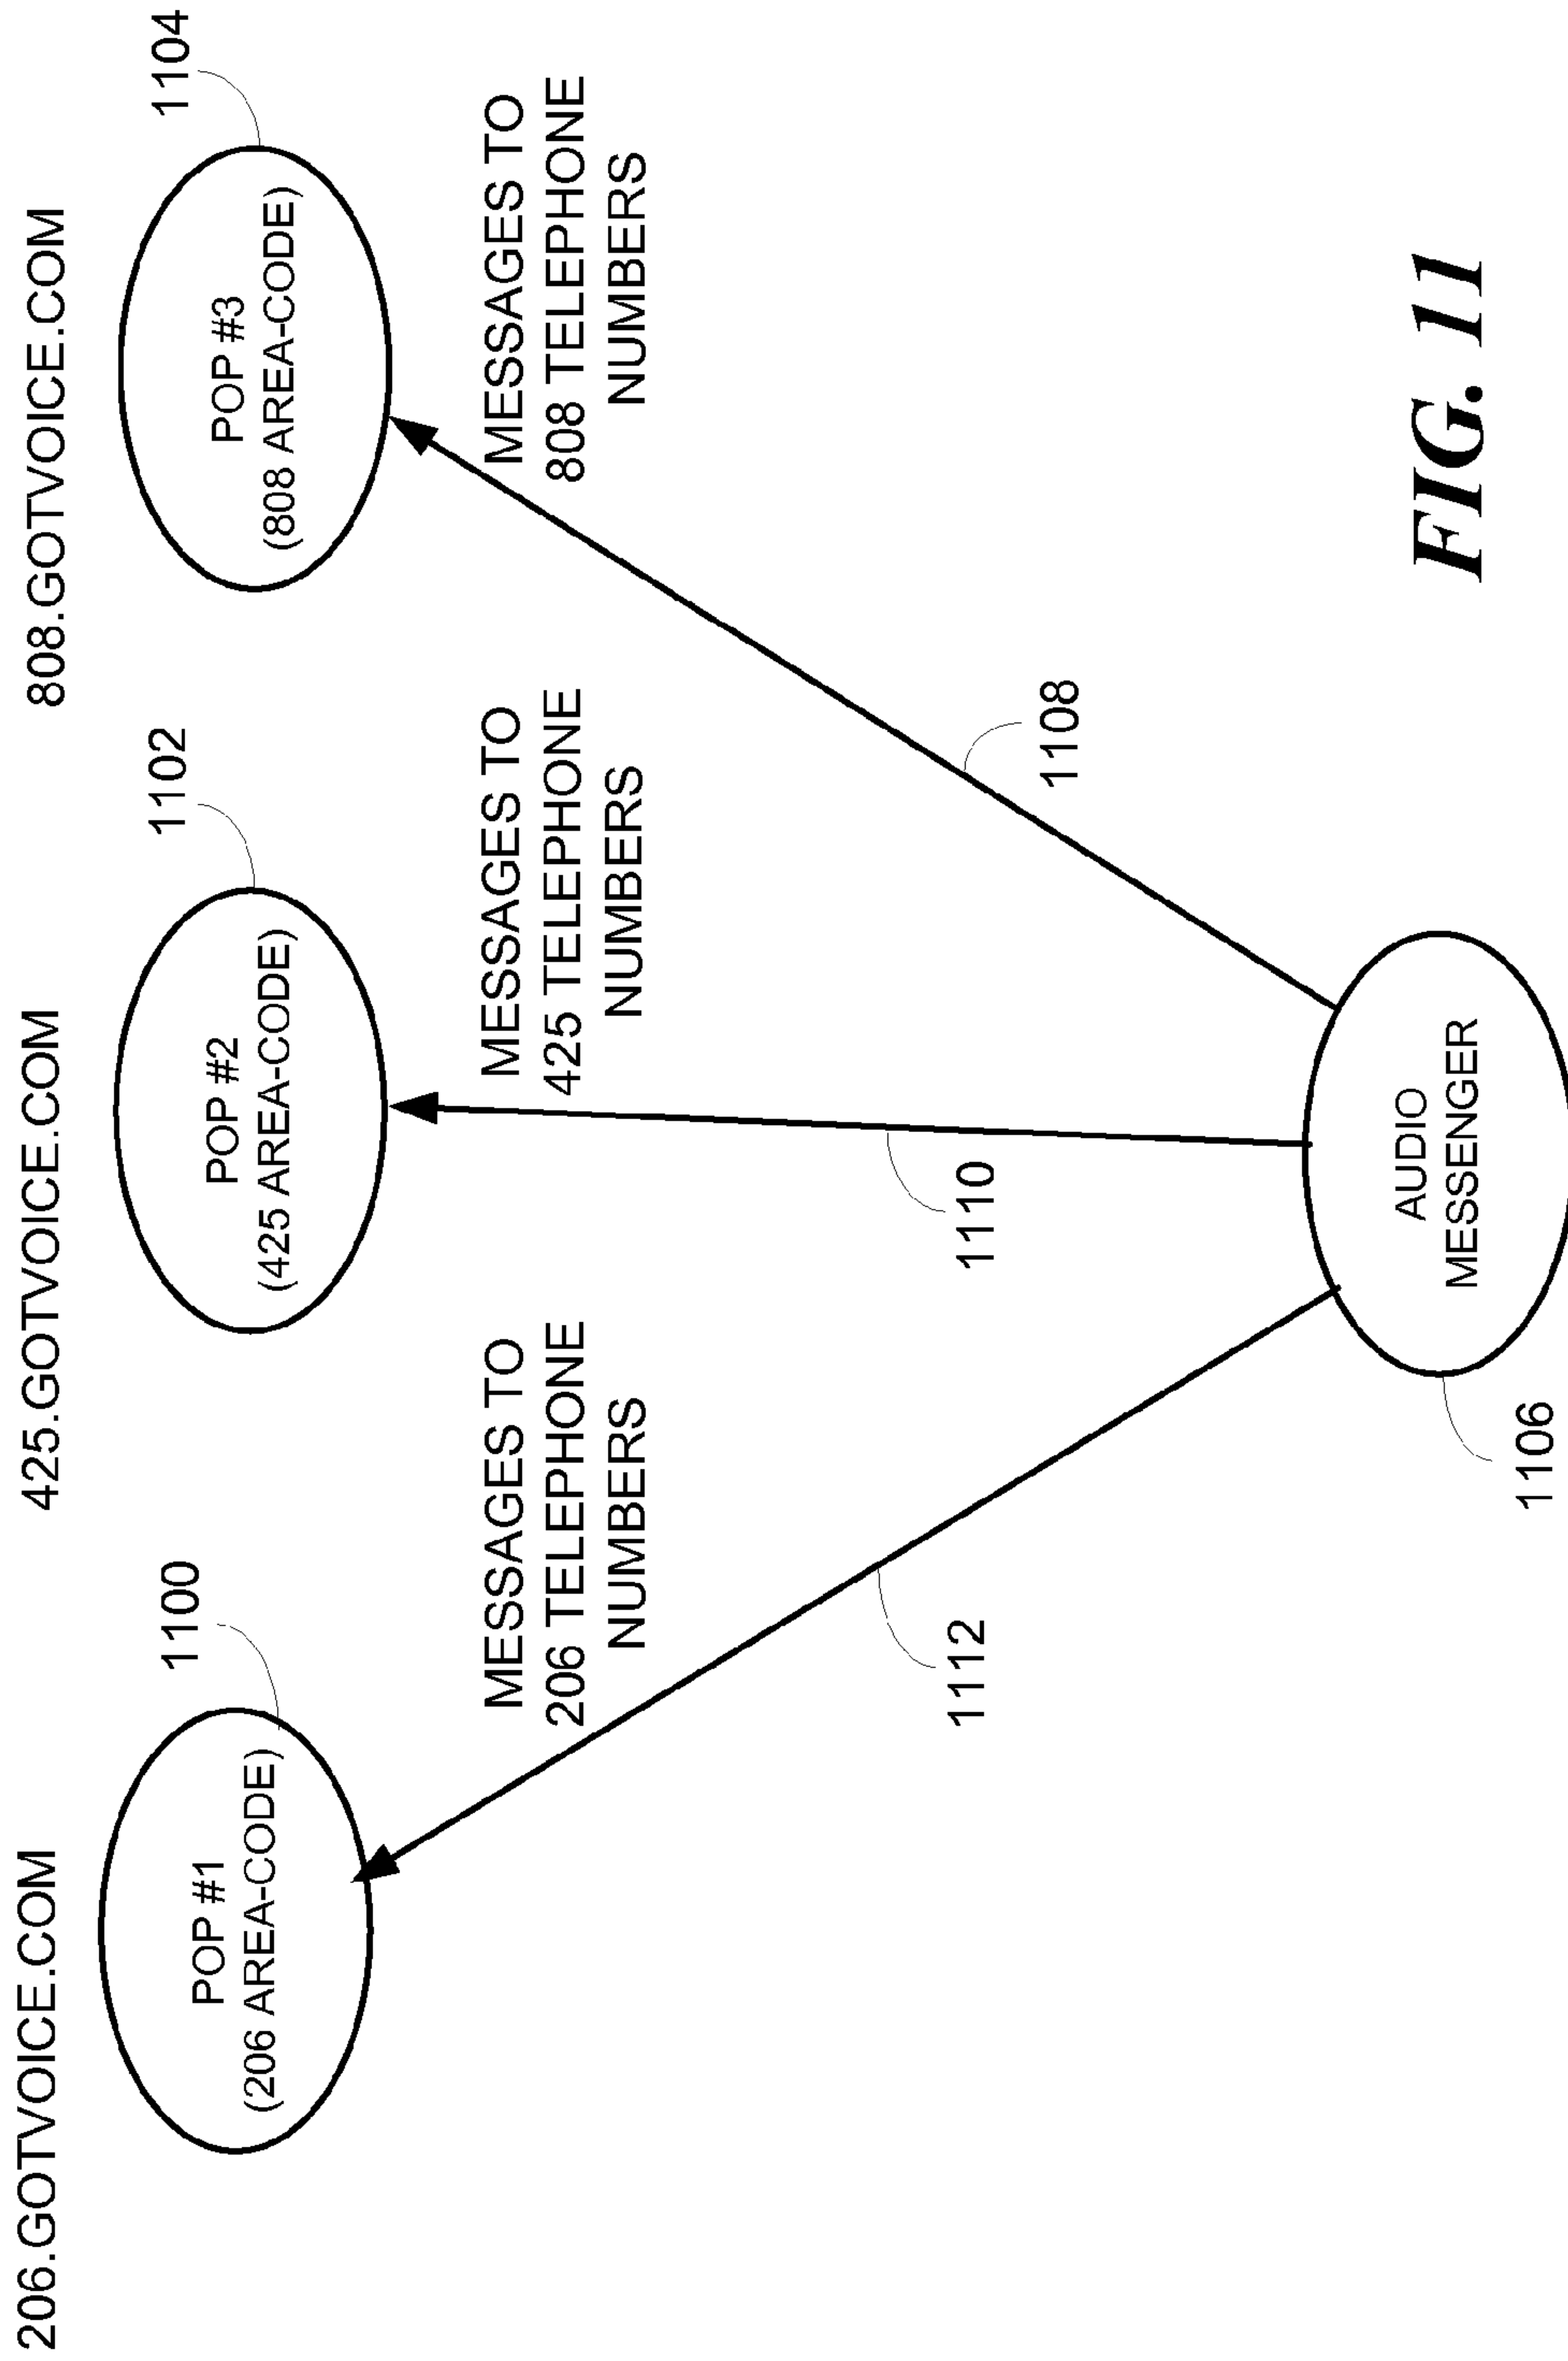 206.GOTVOICE.COM
425.GOTVOICE.COM
808.GOTVOICE.COM
1100
1102
1104
POP #1
(206 AREA-CODE)
POP #2
(425 AREA-CODE)
POP #3
(808 AREA-CODE)
MESSAGES TO
206 TELEPHONE
NUMBERS
MESSAGES TO
425 TELEPHONE
NUMBERS
MESSAGES TO
808 TELEPHONE
NUMBERS
1112
1110
1108
AUDIO
MESSENGER
1106
FIG. 11